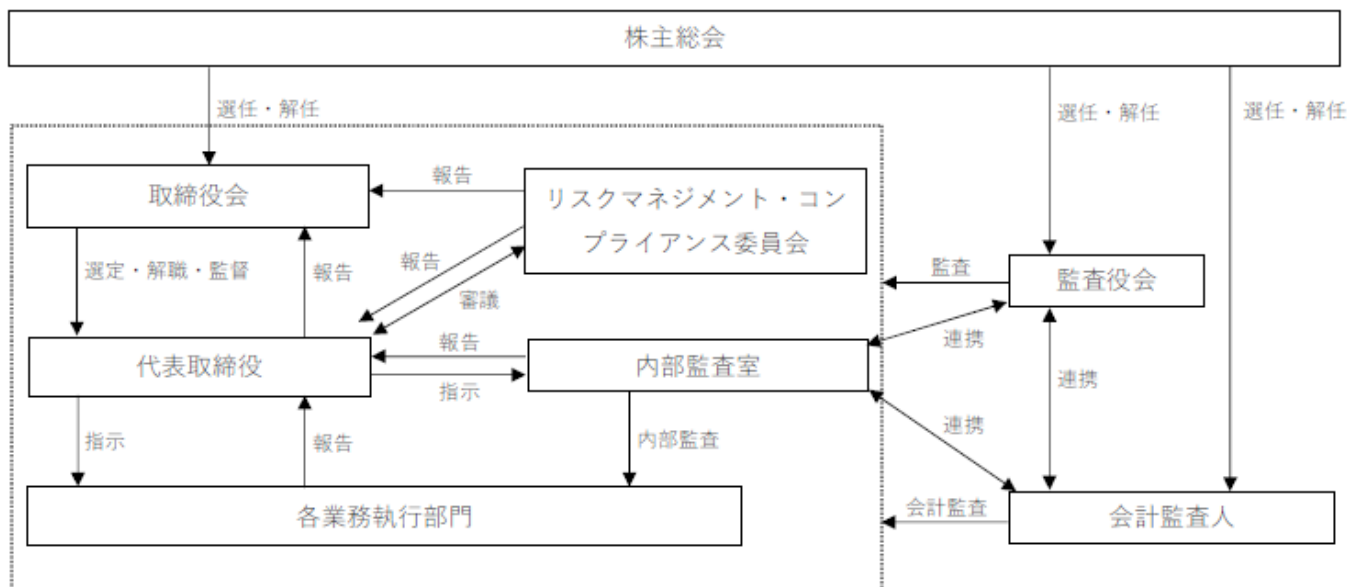 株主総会
選任・解任
選任・解任
選任・解任
取締役会
報告
リスクマネジメント・コン
プライアンス委員会
選定・解職・監督
報告
報告
審議
監査
監査役会
代表取締役
報告
指示
内部監査室
連携
連携
指示
報告
内部監査
連携
各業務執行部門
会計監査
会計監査人